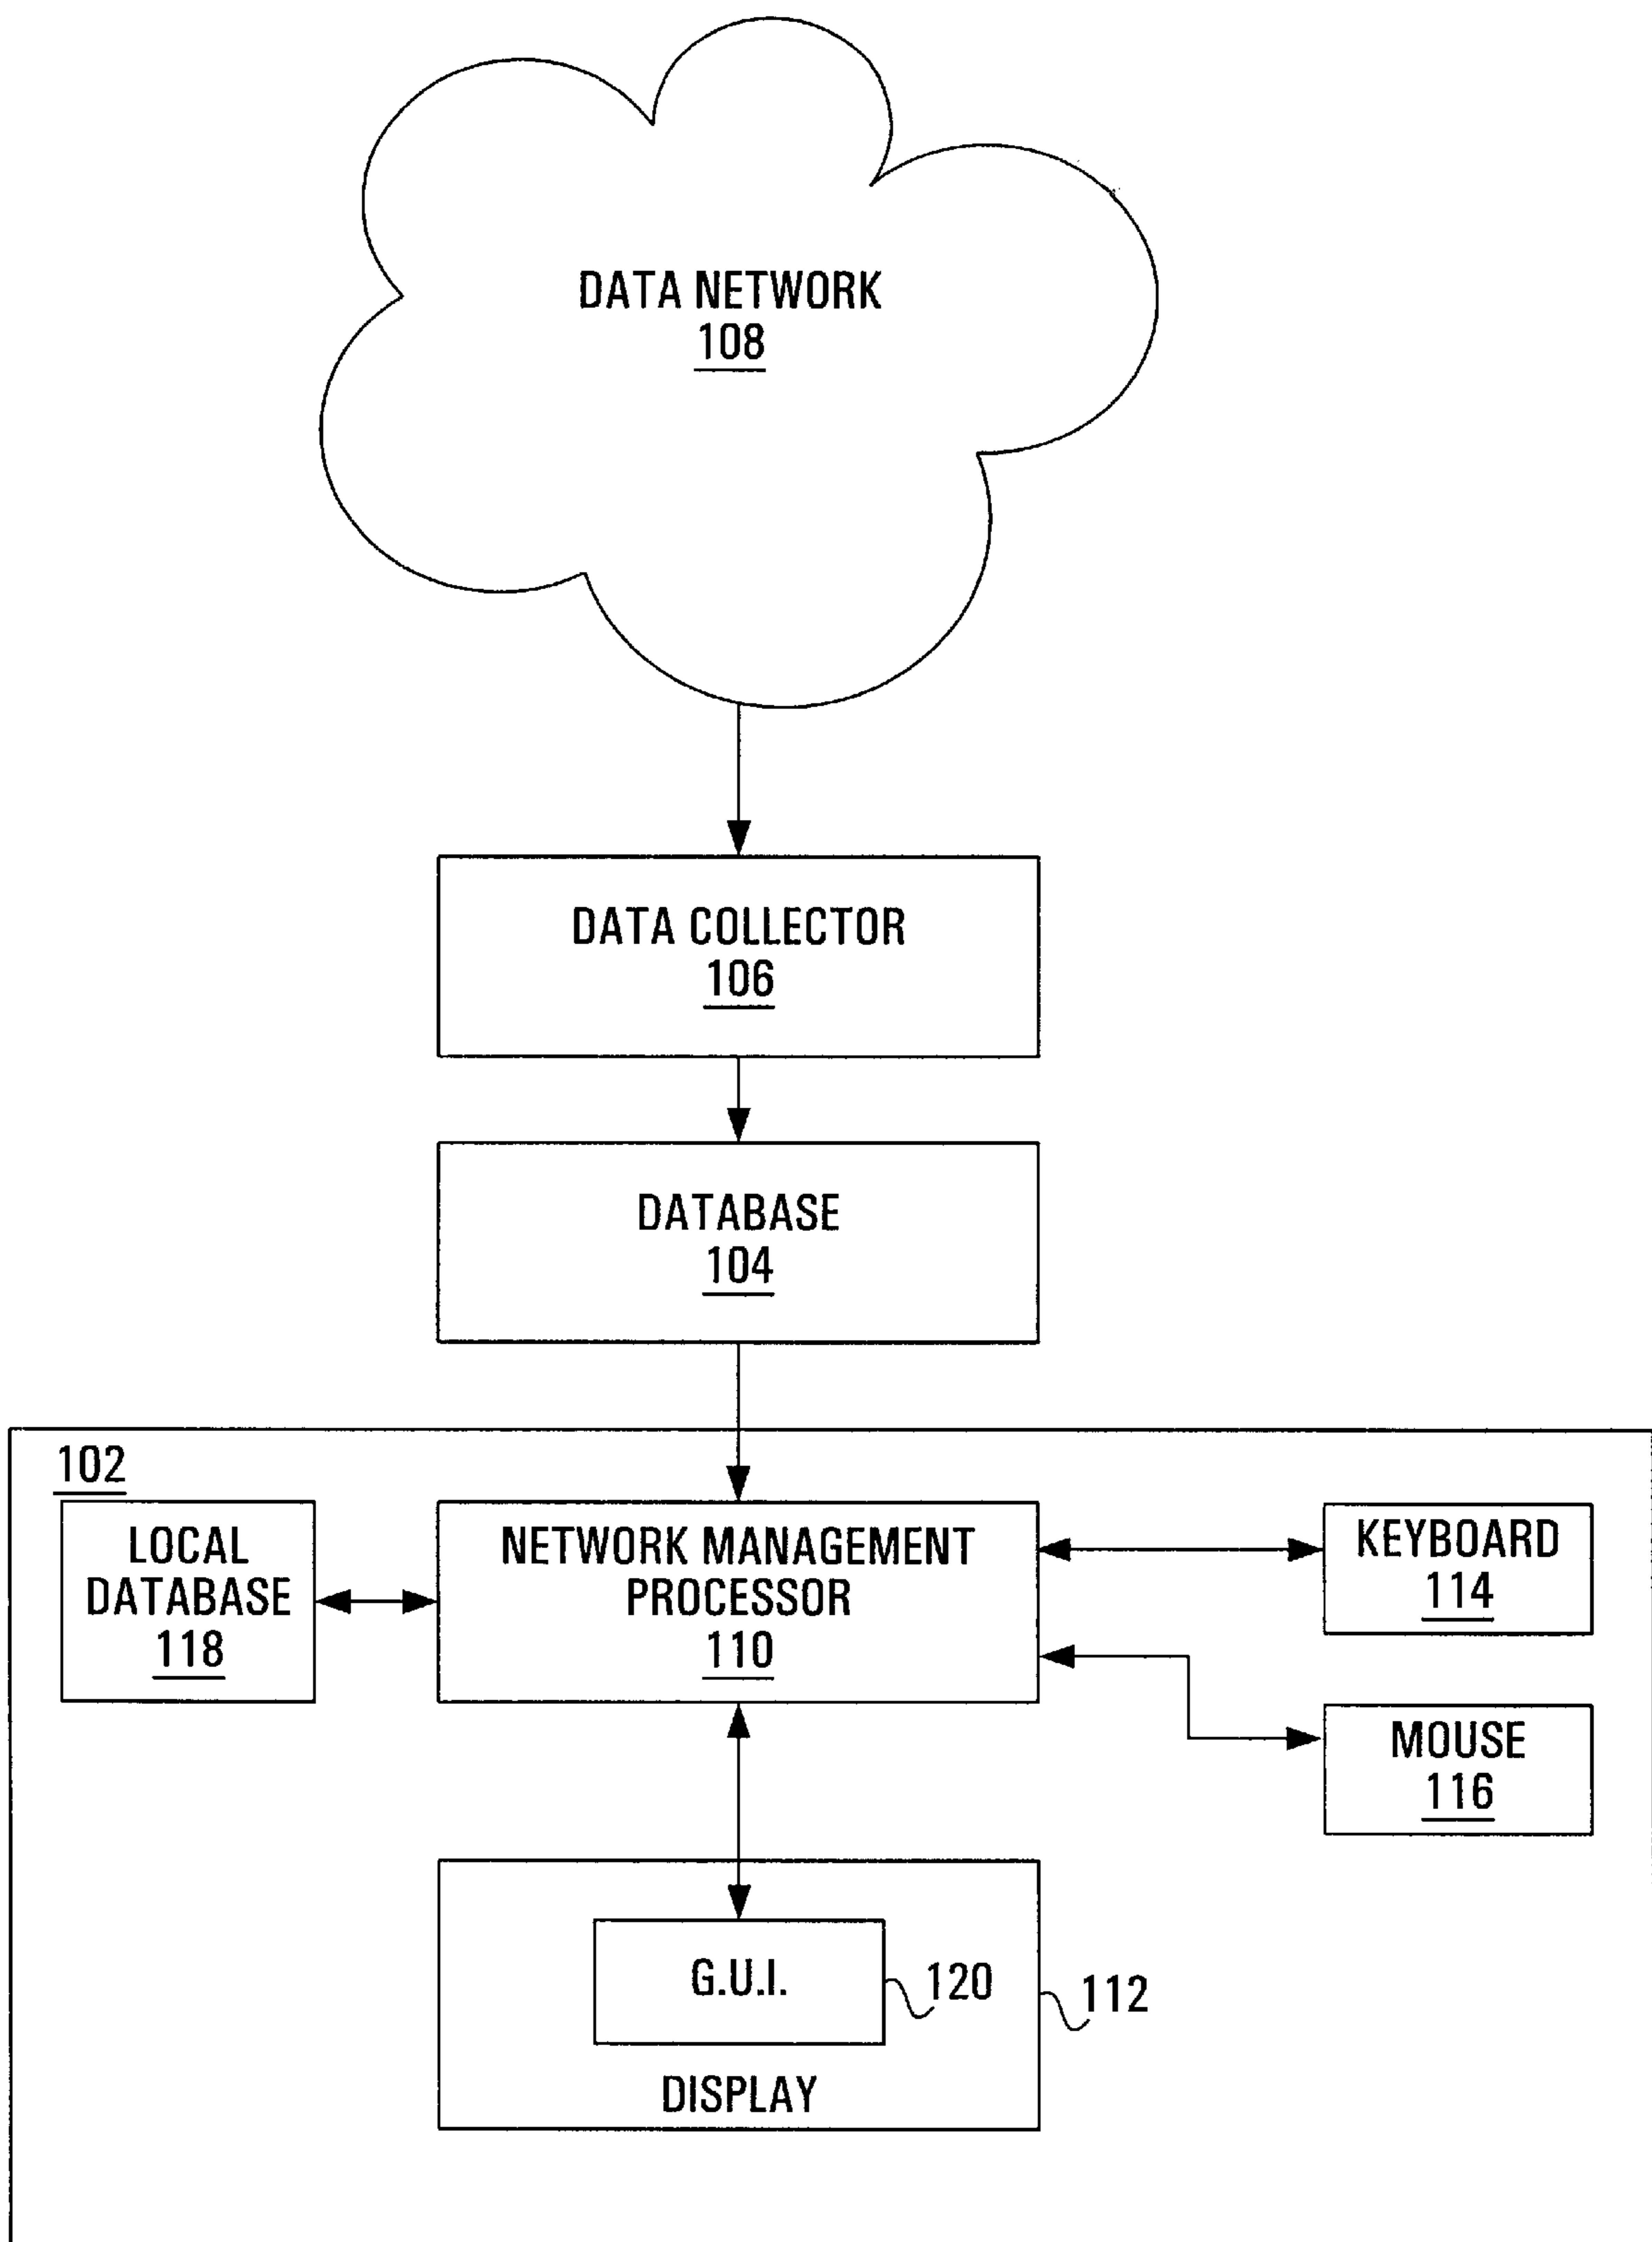 DATA NETWORK
108
DATA COLLECTOR
106
DATABASE
104
102
LOCAL
DATABASE
118
NETWORK MANAGEMENT
PROCESSOR
110
KEYBOARD
114
MOUSE
116
G.U.I.
120
112
DISPLAY